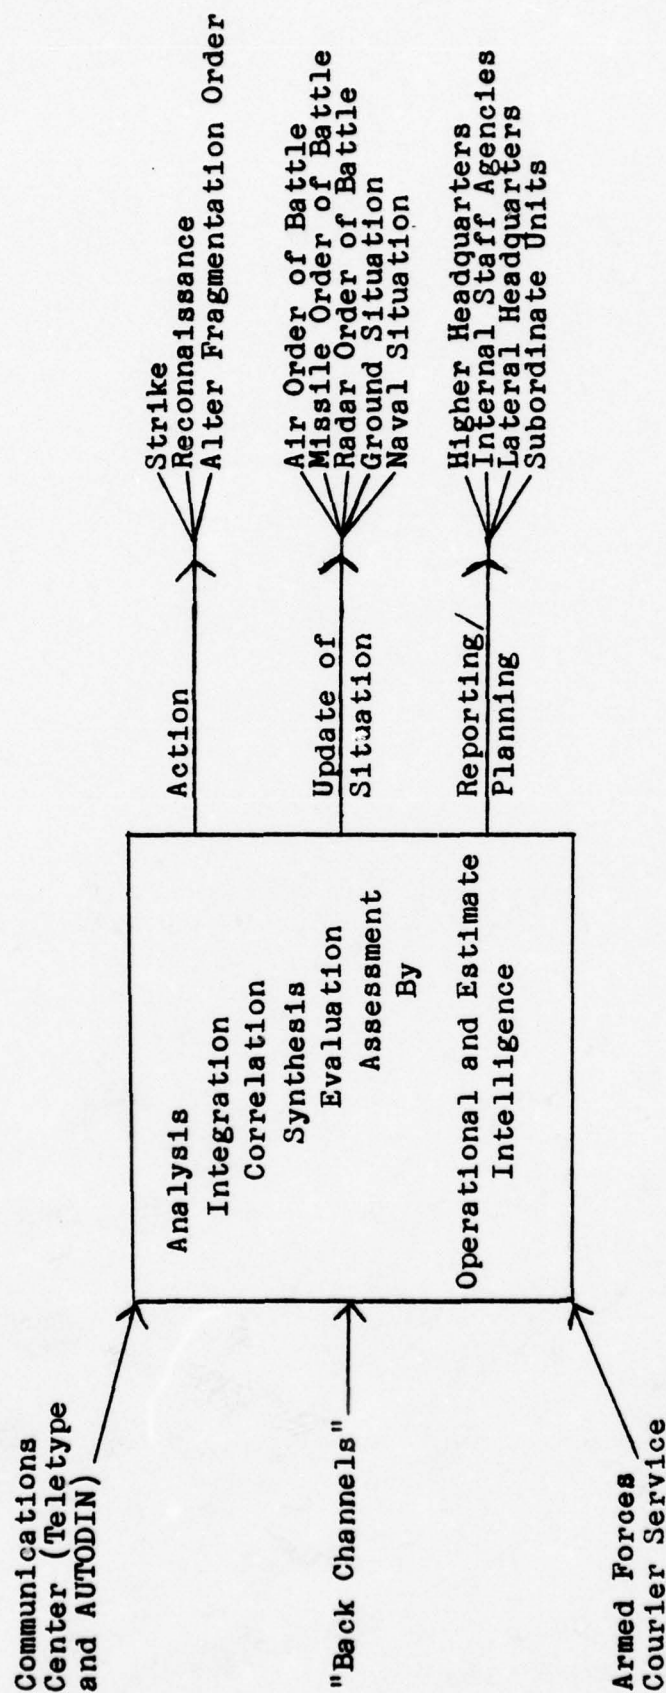 Communications
Center (Teletype
and AUTODIN)
"Back Channels"
Armed Forces
Courier Service
Analysis
Integration
Correlation
Synthesis
Evaluation
Assessment
By
Operational and Estimate
Intelligence
Action
Strike
Reconnaissance
Alter Fragmentation Order
Update of
Situation
Air Order of Battle
Missile Order of Battle
Radar Order of Battle
Ground Situation
Naval Situation
Reporting/
Planning
Higher Headquarters
Internal Staff Agencies
Lateral Headquarters
Subordinate Units